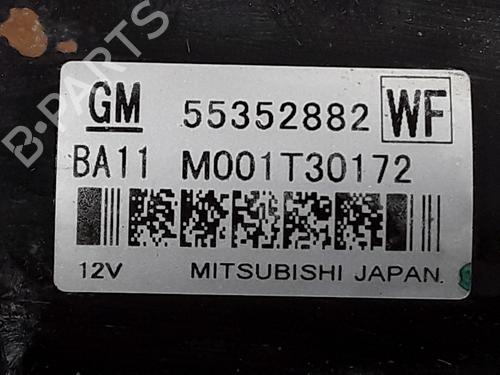 B-PARTS
GM 55352882 WF
BA11 M001T30172
12V MITSUBISHI JAPAN.